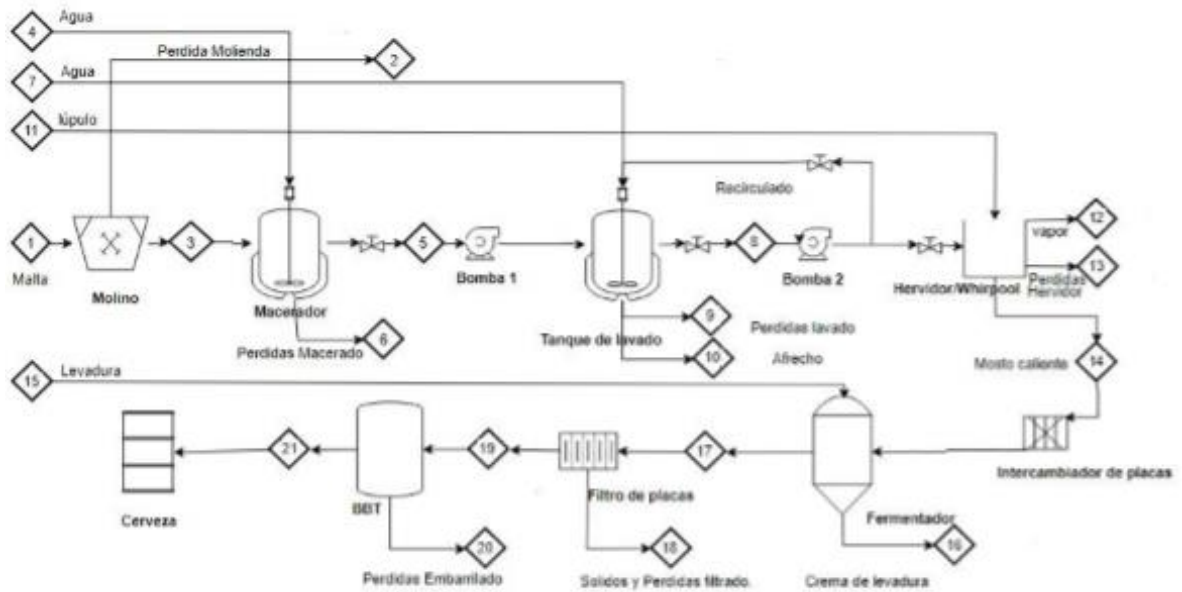 4 Agua
Perdida Molienda 2
7 Agua
11 lúpulo
Recirculado
1 3 5 8 12
vapor
Malta
Molino
Bomba 1
Bomba 2
13
Perdidas
Hervidor
Hervidor/Whirpool
Macerador
Perdidas Macerado 6
Tanque de lavado
9 Perdidas lavado
10 Afrecho
Mosto caliente 14
15 Levadura
21 19 17
Intercambiador de placas
Filtro de placas
BBT
Cerveza
Fermentador
20 18 16
Perdidas Embarrilado
Solidos y Perdidas filtrado.
Crema de levadura